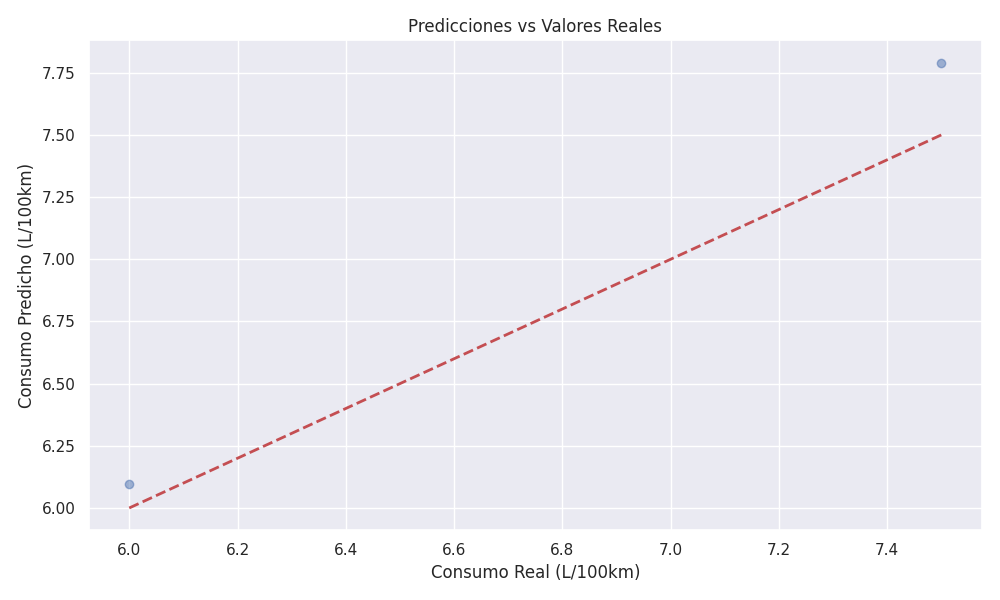 Predicciones vs Valores Reales
Consumo Predicho (L/100km)
7.75
7.50
7.25
7.00
6.75
6.50
6.25
6.00
6.0 6.2 6.4 6.6 6.8 7.0 7.2 7.4
Consumo Real (L/100km)